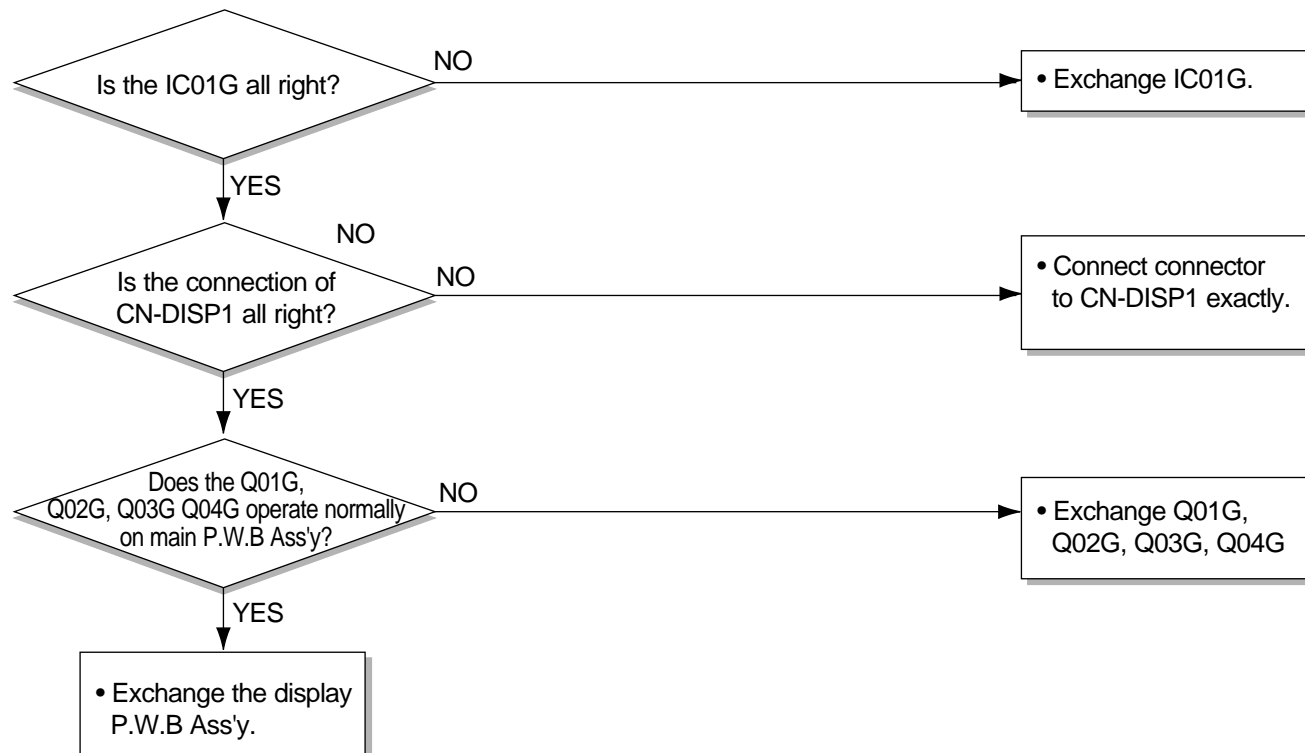 Is the IC01G all right?
NO
• Exchange IC01G.
YES
NO
Is the connection of
CN-DISP1 all right?
NO
• Connect connector
to CN-DISP1 exactly.
YES
Does the Q01G,
Q02G, Q03G Q04G operate normally
on main P.W.B Ass'y?
NO
• Exchange Q01G,
Q02G, Q03G, Q04G
YES
• Exchange the display
P.W.B Ass'y.